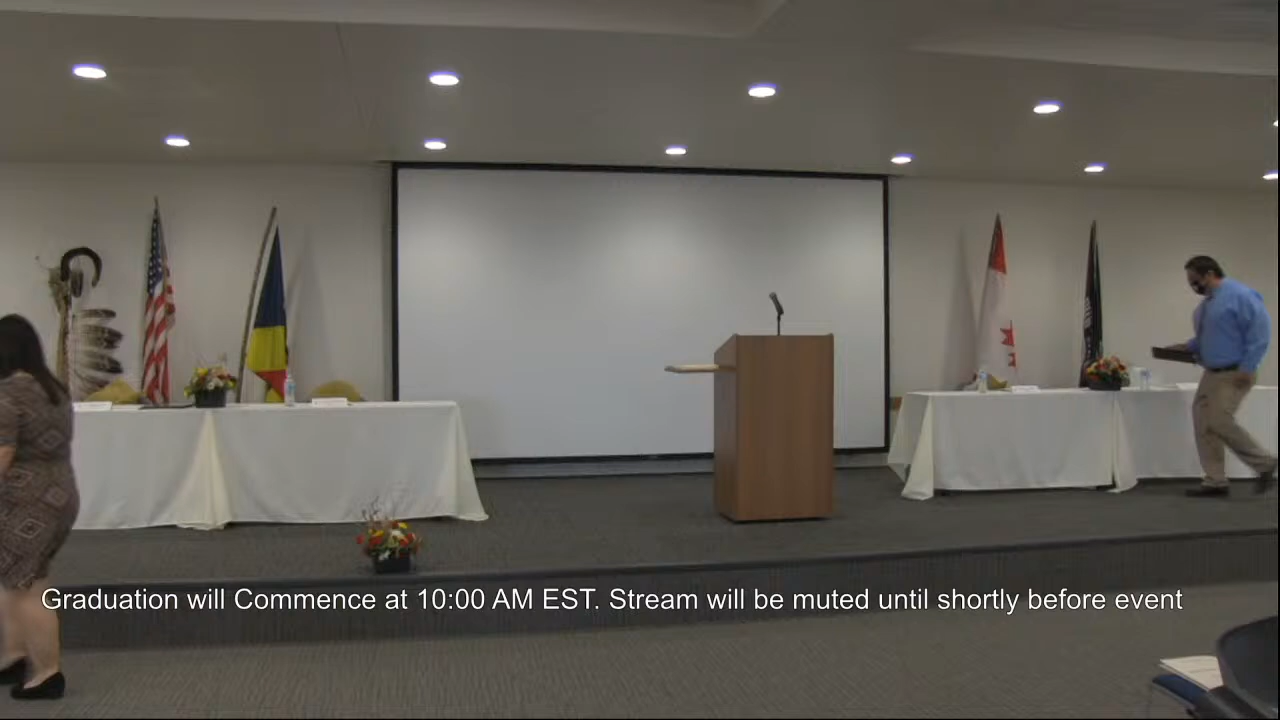 Graduation will Commence at 10:00 AM EST. Stream will be muted until shortly before event